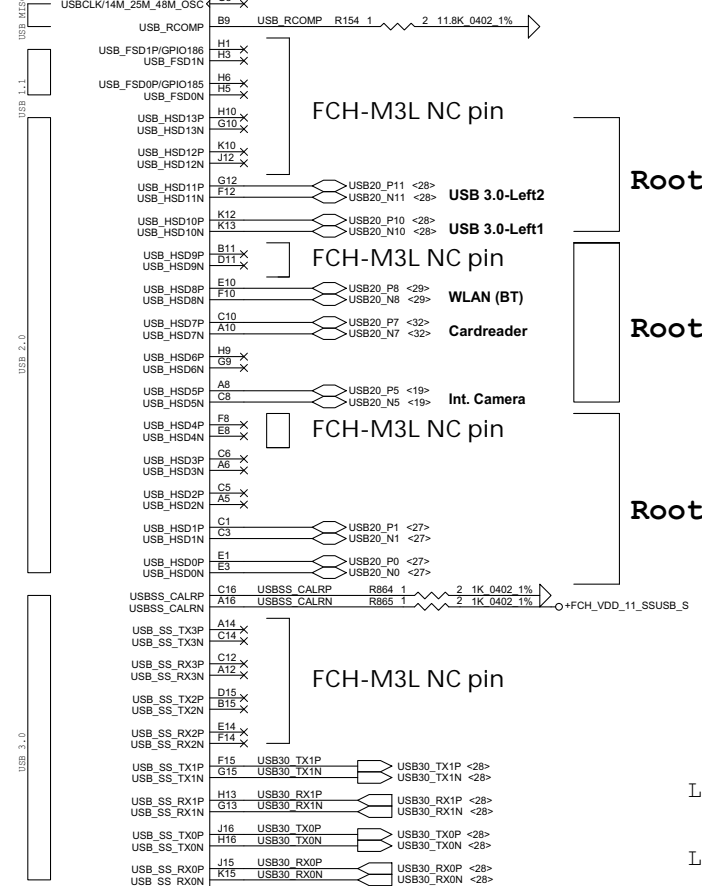 USBCLK/14M_25M_48M_OSC
USB MISC
USB_RCOMP B9 USB_RCOMP R154 1 2 11.8K_0402_1%
USB 1.1
USB_FSD1P/GPIO186 H1
USB_FSD1N H3
USB_FSD0P/GPIO185 H6
USB_FSD0N H5
FCH-M3L NC pin
USB 2.0
USB_HSD13P H10
USB_HSD13N G10
USB_HSD12P K10
USB_HSD12N J12
USB_HSD11P G12 USB20_P11 <28>
USB_HSD11N F12 USB20_N11 <28>
USB 3.0-Left2
Root
USB_HSD10P K12 USB20_P10 <28>
USB_HSD10N K13 USB20_N10 <28>
USB 3.0-Left1
USB_HSD9P B11
USB_HSD9N D11
FCH-M3L NC pin
USB_HSD8P E10 USB20_P8 <29>
USB_HSD8N F10 USB20_N8 <29>
WLAN (BT)
USB_HSD7P C10 USB20_P7 <32>
USB_HSD7N A10 USB20_N7 <32>
Cardreader
Root
USB_HSD6P H9
USB_HSD6N G9
USB_HSD5P A8 USB20_P5 <19>
USB_HSD5N C8 USB20_N5 <19>
Int. Camera
USB_HSD4P F8
USB_HSD4N E8
FCH-M3L NC pin
USB_HSD3P C6
USB_HSD3N A6
USB_HSD2P C5
USB_HSD2N A5
Root
USB_HSD1P C1 USB20_P1 <27>
USB_HSD1N C3 USB20_N1 <27>
USB_HSD0P E1 USB20_P0 <27>
USB_HSD0N E3 USB20_N0 <27>
USB 3.0
USBSS_CALRP C16 USBSS_CALRP R864 1 2 1K_0402_1%
USBSS_CALRN A16 USBSS_CALRN R865 1 2 1K_0402_1% +FCH_VDD_11_SSUSB_S
USB_SS_TX3P A14
USB_SS_TX3N C14
USB_SS_RX3P C12
USB_SS_RX3N A12
FCH-M3L NC pin
USB_SS_TX2P D15
USB_SS_TX2N B15
USB_SS_RX2P E14
USB_SS_RX2N F14
USB_SS_TX1P F15 USB30_TX1P USB30_TX1P <28>
USB_SS_TX1N G15 USB30_TX1N USB30_TX1N <28>
L
USB_SS_RX1P H13 USB30_RX1P USB30_RX1P <28>
USB_SS_RX1N G13 USB30_RX1N USB30_RX1N <28>
USB_SS_TX0P J16 USB30_TX0P USB30_TX0P <28>
USB_SS_TX0N H16 USB30_TX0N USB30_TX0N <28>
L
USB_SS_RX0P J15 USB30_RX0P USB30_RX0P <28>
USB_SS_RX0N K15 USB30_RX0N USB30_RX0N <28>